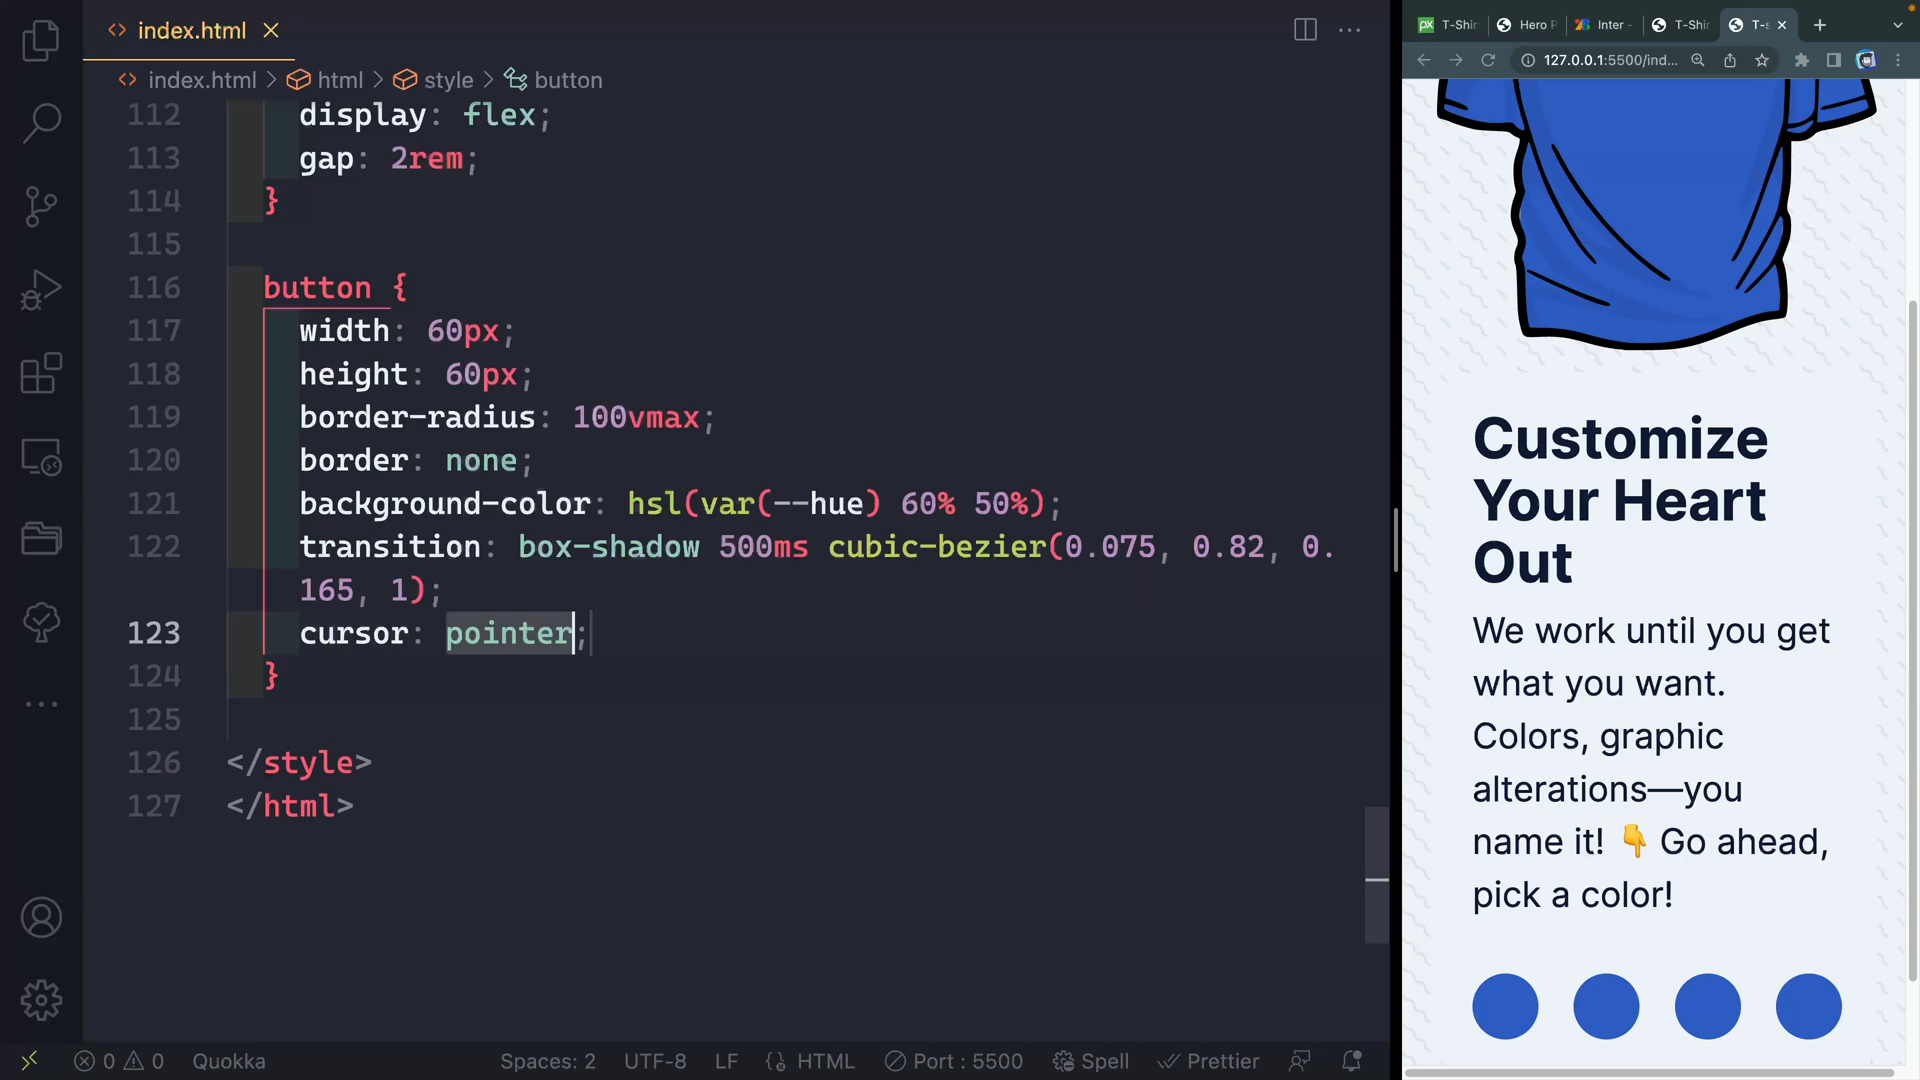 index.html
index.html > html > style > button
112 display: flex;
113 gap: 2rem;
114 }
115
116 button {
117 width: 60px;
118 height: 60px;
119 border-radius: 100vmax;
120 border: none;
121 background-color: hsl(var(--hue) 60% 50%);
122 transition: box-shadow 500ms cubic-bezier(0.075, 0.82, 0.
165, 1);
123 cursor: pointer;
124 }
125
126 </style>
127 </html>
0 0 Quokka Spaces: 2 UTF-8 LF HTML Port : 5500 Spell Prettier
T-Shir Hero P Inter - T-Shir T-s
127.0.0.1:5500/ind...
Customize
Your Heart
Out
We work until you get
what you want.
Colors, graphic
alterations—you
name it! 👇 Go ahead,
pick a color!